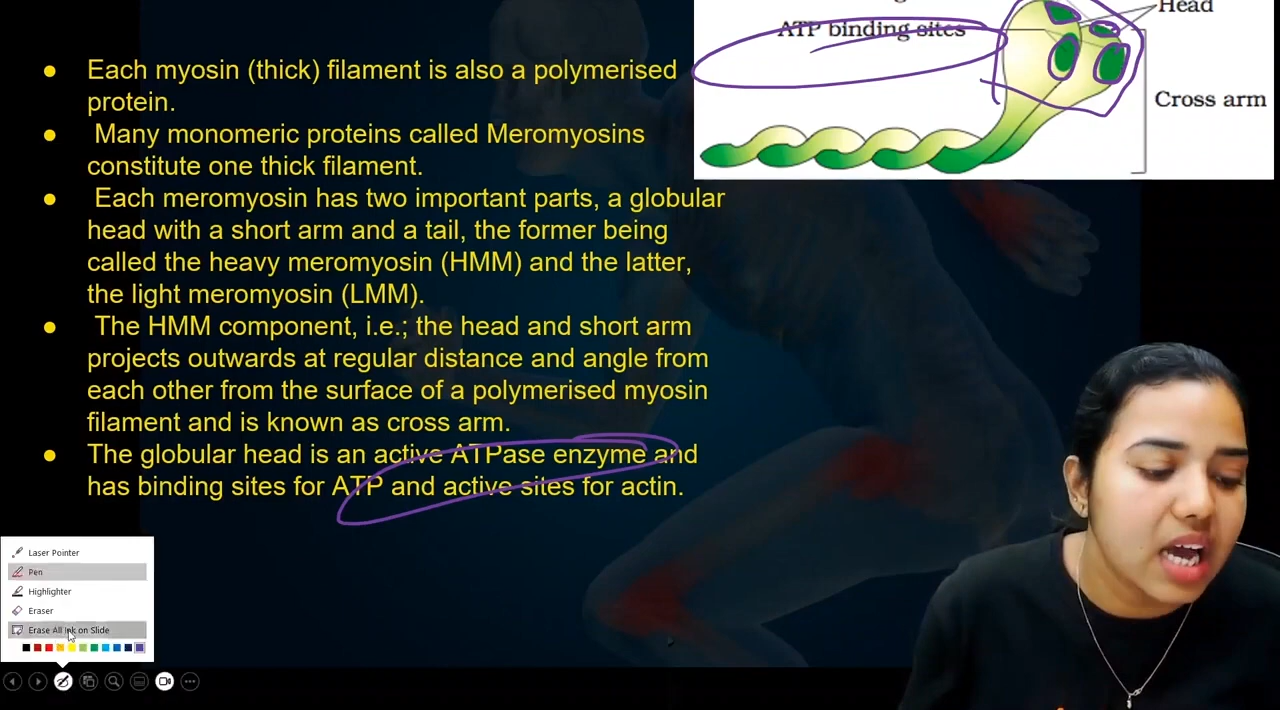 Head
ATP binding sites
Cross arm
● Each myosin (thick) filament is also a polymerised
protein.
● Many monomeric proteins called Meromyosins
constitute one thick filament.
● Each meromyosin has two important parts, a globular
head with a short arm and a tail, the former being
called the heavy meromyosin (HMM) and the latter,
the light meromyosin (LMM).
● The HMM component, i.e.; the head and short arm
projects outwards at regular distance and angle from
each other from the surface of a polymerised myosin
filament and is known as cross arm.
● The globular head is an active ATPase enzyme and
has binding sites for ATP and active sites for actin.
Laser Pointer
Pen
Highlighter
Eraser
Erase All Ink on Slide